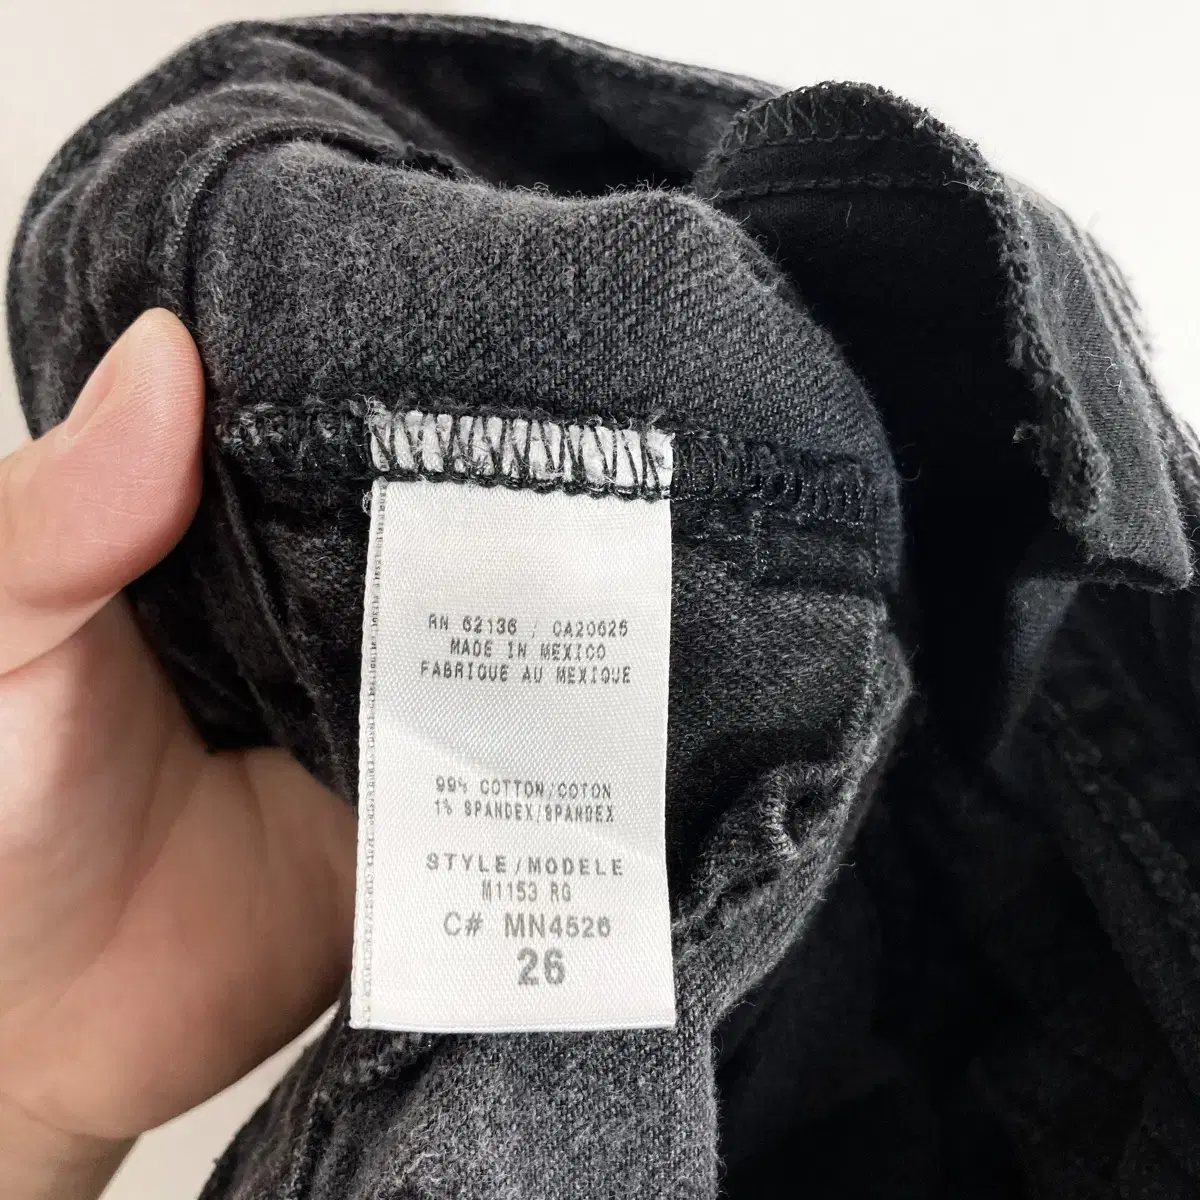 RN 62136 / CA20626
MADE IN MEXICO
FABRIQUE AU MEXIQUE
99% COTTON/COTON
1% SPANDEX/SPANDEX
STYLE/MODELE
M1153 RG
C# MN4526
26